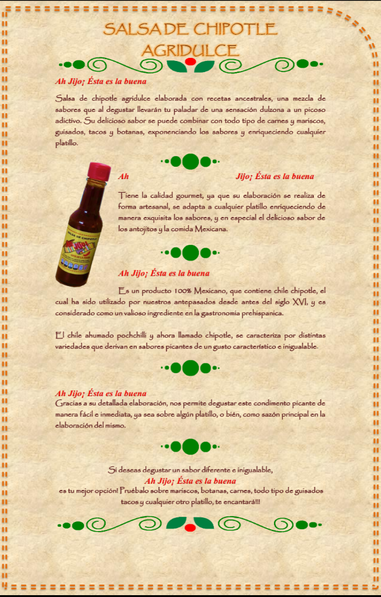 SALSA DE CHIPOTLE
AGRIDULCE
Ah Jijo; Ésta es la buena
Salsa de chipotle agridulce elaborada con recetas ancestrales, una mezcla de
sabores que al degustar llevarán tu paladar de una sensación dulzona a un picoso
adictivo. Su delicioso sabor se puede combinar con todo tipo de carnes y mariscos,
guisados, tacos y botanas, exponenciando los sabores y enriqueciendo cualquier
platillo.
Ah Jijo; Ésta es la buena
Tiene la calidad gourmet, ya que su elaboración se realiza de
forma artesanal, se adapta a cualquier platillo enriqueciendo de
manera exquisita los sabores, y en especial el delicioso sabor de
los antojitos y la comida Mexicana.
Ah Jijo; Ésta es la buena
Es un producto 100% Mexicano, que contiene chile chipotle, el
cual ha sido utilizado por nuestros antepasados desde antes del siglo XVI, y es
considerado como un valioso ingrediente en la gastronomía prehispanica.
El chile ahumado pochchilli y ahora llamado chipotle, se caracteriza por distintas
variedades que derivan en sabores picantes de un gusto característico e inigualable.
Ah Jijo; Ésta es la buena
Gracias a su detallada elaboración, nos permite degustar este condimento picante de
manera fácil e inmediata, ya sea sobre algún platillo, o bién, como sazón principal en la
elaboración del mismo.
Si deseas degustar un sabor diferente e inigualable,
Ah Jijo; Ésta es la buena
es tu mejor opción! Pruébalo sobre mariscos, botanas, carnes, todo tipo de guisados
tacos y cualquier otro platillo, te encantará!!!